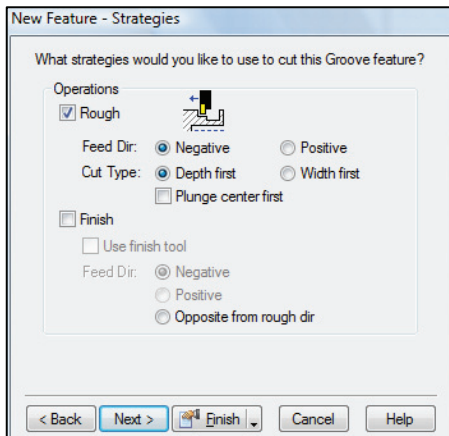 New Feature - Strategies
What strategies would you like to use to cut this Groove feature?
Operations
Rough
Feed Dir: Negative Positive
Cut Type: Depth first Width first
Plunge center first
Finish
Use finish tool
Feed Dir: Negative
Positive
Opposite from rough dir
< Back Next > Finish Cancel Help